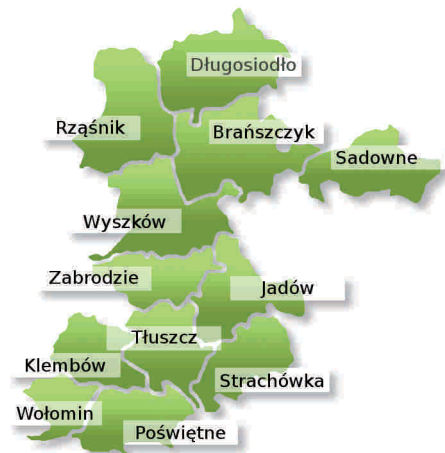 Długosiodło
Rząśnik
Brańszczyk
Sadowne
Wyszków
Zabrodzie
Jadów
Tłuszcz
Klembów
Strachówka
Wołomin
Poświętne